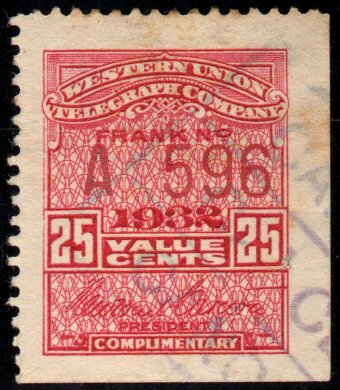 WESTERN UNION
TELEGRAPH COMPANY
FRANK NO
A 596
1932
25 VALUE CENTS 25
PRESIDENT
COMPLIMENTARY